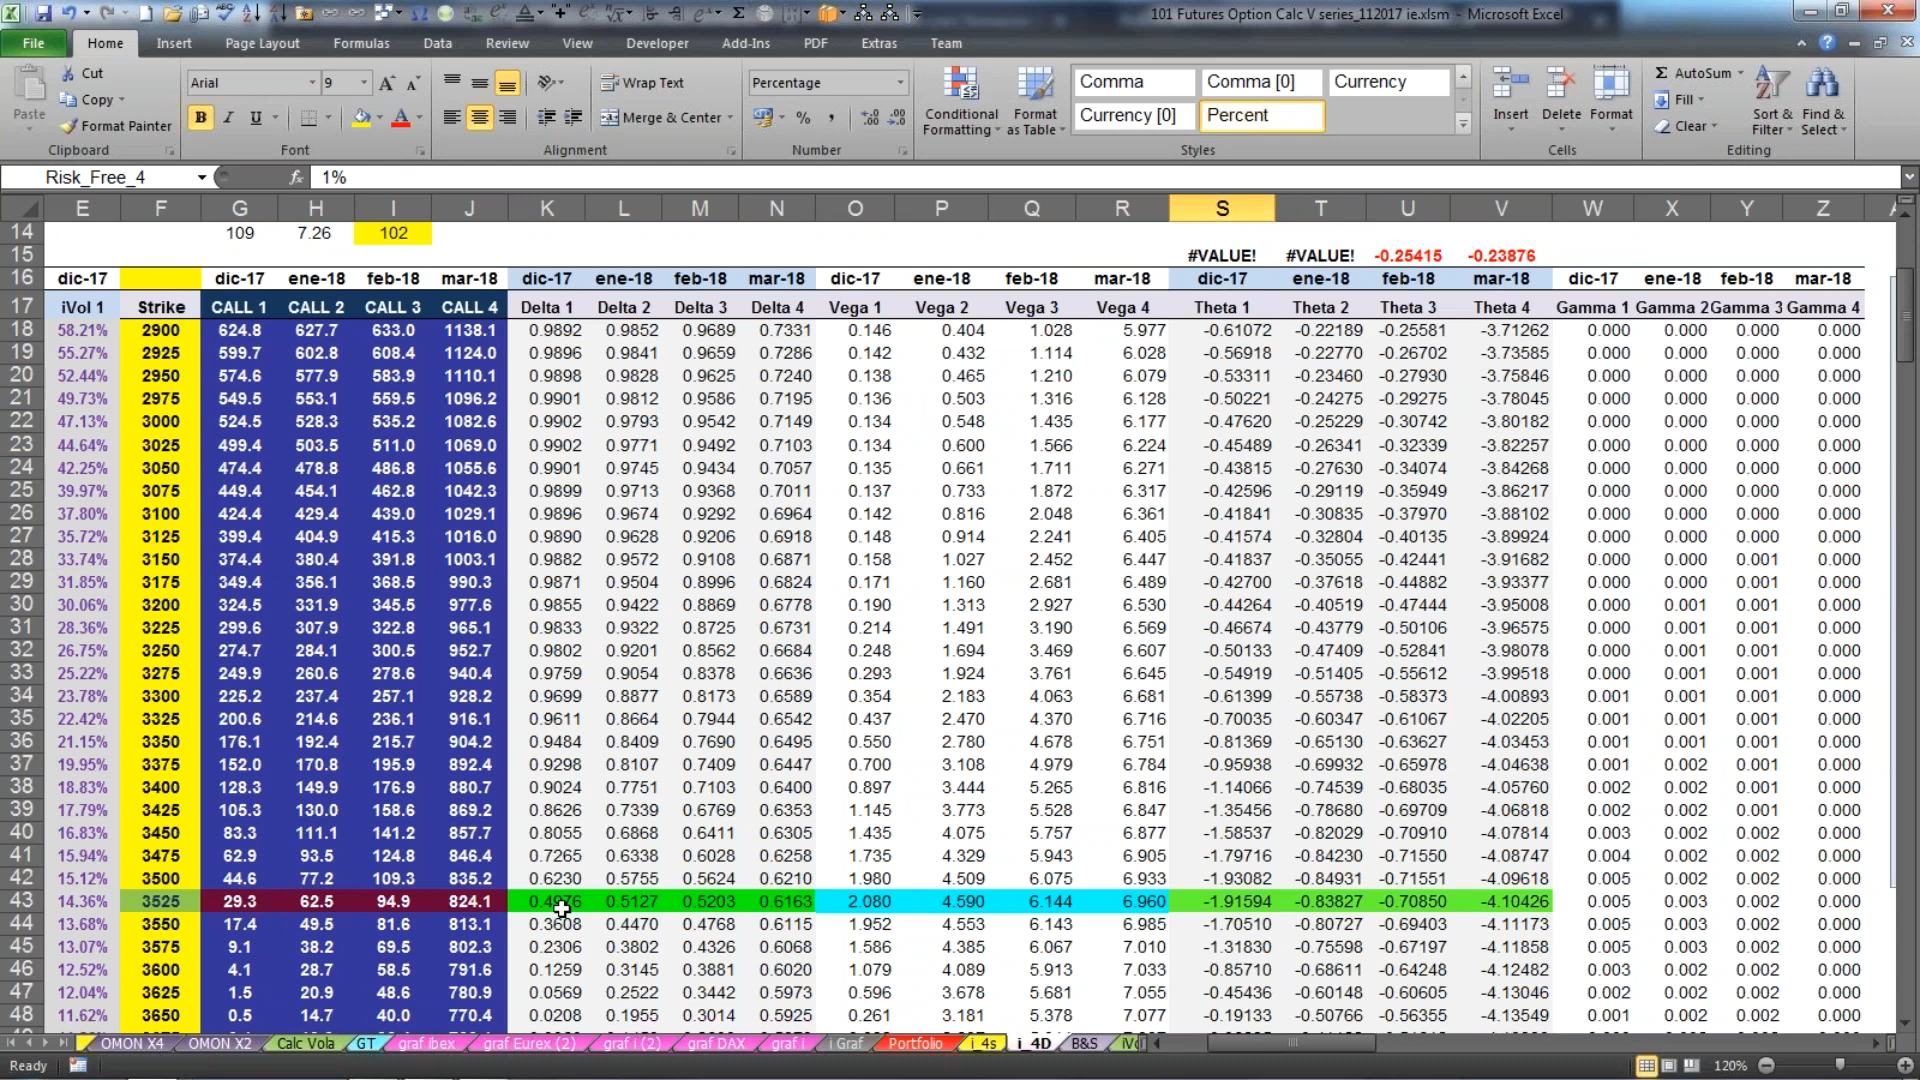 101 Futures Option Calc V series_112017 ie.xlsm - Microsoft Excel
File Home Insert Page Layout Formulas Data Review View Developer Add-Ins PDF Extras Team
Cut Copy Format Painter Paste
Arial 9 B I U
Wrap Text Merge & Center
Percentage % ,
Conditional Formatting Format as Table
Comma Comma [0] Currency
Currency [0] Percent
Insert Delete Format
Σ AutoSum Fill Clear Sort & Filter Find & Select
Clipboard Font Alignment Number Styles Cells Editing
Risk_Free_4 fx 1%
E F G H I J K L M N O P Q R S T U V W X Y Z
14 109 7.26 102
15 #VALUE! #VALUE! -0.25415 -0.23876
16 dic-17 dic-17 ene-18 feb-18 mar-18 dic-17 ene-18 feb-18 mar-18 dic-17 ene-18 feb-18 mar-18 dic-17 ene-18 feb-18 mar-18 dic-17 ene-18 feb-18 mar-18
17 iVol 1 Strike CALL 1 CALL 2 CALL 3 CALL 4 Delta 1 Delta 2 Delta 3 Delta 4 Vega 1 Vega 2 Vega 3 Vega 4 Theta 1 Theta 2 Theta 3 Theta 4 Gamma 1 Gamma 2 Gamma 3 Gamma 4
18 58.21% 2900 624.8 627.7 633.0 1138.1 0.9892 0.9852 0.9689 0.7331 0.146 0.404 1.028 5.977 -0.61072 -0.22189 -0.25581 -3.71262 0.000 0.000 0.000 0.000
19 55.27% 2925 599.7 602.8 608.4 1124.0 0.9896 0.9841 0.9659 0.7286 0.142 0.432 1.114 6.028 -0.56918 -0.22770 -0.26702 -3.73585 0.000 0.000 0.000 0.000
20 52.44% 2950 574.6 577.9 583.9 1110.1 0.9898 0.9828 0.9625 0.7240 0.138 0.465 1.210 6.079 -0.53311 -0.23460 -0.27930 -3.75846 0.000 0.000 0.000 0.000
21 49.73% 2975 549.5 553.1 559.5 1096.2 0.9901 0.9812 0.9586 0.7195 0.136 0.503 1.316 6.128 -0.50221 -0.24275 -0.29275 -3.78045 0.000 0.000 0.000 0.000
22 47.13% 3000 524.5 528.3 535.2 1082.6 0.9902 0.9793 0.9542 0.7149 0.134 0.548 1.435 6.177 -0.47620 -0.25229 -0.30742 -3.80182 0.000 0.000 0.000 0.000
23 44.64% 3025 499.4 503.5 511.0 1069.0 0.9902 0.9771 0.9492 0.7103 0.134 0.600 1.566 6.224 -0.45489 -0.26341 -0.32339 -3.82257 0.000 0.000 0.000 0.000
24 42.25% 3050 474.4 478.8 486.8 1055.6 0.9901 0.9745 0.9434 0.7057 0.135 0.661 1.711 6.271 -0.43815 -0.27630 -0.34074 -3.84268 0.000 0.000 0.000 0.000
25 39.97% 3075 449.4 454.1 462.8 1042.3 0.9899 0.9713 0.9368 0.7011 0.137 0.733 1.872 6.317 -0.42596 -0.29119 -0.35949 -3.86217 0.000 0.000 0.000 0.000
26 37.80% 3100 424.4 429.4 439.0 1029.1 0.9896 0.9674 0.9292 0.6964 0.142 0.816 2.048 6.361 -0.41841 -0.30835 -0.37970 -3.88102 0.000 0.000 0.000 0.000
27 35.72% 3125 399.4 404.9 415.3 1016.0 0.9890 0.9628 0.9206 0.6918 0.148 0.914 2.241 6.405 -0.41574 -0.32804 -0.40135 -3.89924 0.000 0.000 0.000 0.000
28 33.74% 3150 374.4 380.4 391.8 1003.1 0.9882 0.9572 0.9108 0.6871 0.158 1.027 2.452 6.447 -0.41837 -0.35055 -0.42441 -3.91682 0.000 0.000 0.001 0.000
29 31.85% 3175 349.4 356.1 368.5 990.3 0.9871 0.9504 0.8996 0.6824 0.171 1.160 2.681 6.489 -0.42700 -0.37618 -0.44882 -3.93377 0.000 0.000 0.001 0.000
30 30.06% 3200 324.5 331.9 345.5 977.6 0.9855 0.9422 0.8869 0.6778 0.190 1.313 2.927 6.530 -0.44264 -0.40519 -0.47444 -3.95008 0.000 0.001 0.001 0.000
31 28.36% 3225 299.6 307.9 322.8 965.1 0.9833 0.9322 0.8725 0.6731 0.214 1.491 3.190 6.569 -0.46674 -0.43779 -0.50106 -3.96575 0.000 0.001 0.001 0.000
32 26.75% 3250 274.7 284.1 300.5 952.7 0.9802 0.9201 0.8562 0.6684 0.248 1.694 3.469 6.607 -0.50133 -0.47409 -0.52841 -3.98078 0.000 0.001 0.001 0.000
33 25.22% 3275 249.9 260.6 278.6 940.4 0.9759 0.9054 0.8378 0.6636 0.293 1.924 3.761 6.645 -0.54919 -0.51405 -0.55612 -3.99518 0.000 0.001 0.001 0.000
34 23.78% 3300 225.2 237.4 257.1 928.2 0.9699 0.8877 0.8173 0.6589 0.354 2.183 4.063 6.681 -0.61399 -0.55738 -0.58373 -4.00893 0.001 0.001 0.001 0.000
35 22.42% 3325 200.6 214.6 236.1 916.1 0.9611 0.8664 0.7944 0.6542 0.437 2.470 4.370 6.716 -0.70035 -0.60347 -0.61067 -4.02205 0.001 0.001 0.001 0.000
36 21.15% 3350 176.1 192.4 215.7 904.2 0.9484 0.8409 0.7690 0.6495 0.550 2.780 4.678 6.751 -0.81369 -0.65130 -0.63627 -4.03453 0.001 0.001 0.001 0.000
37 19.95% 3375 152.0 170.8 195.9 892.4 0.9298 0.8107 0.7409 0.6447 0.700 3.108 4.979 6.784 -0.95938 -0.69932 -0.65978 -4.04638 0.001 0.001 0.002 0.000
38 18.83% 3400 128.3 149.9 176.9 880.7 0.9024 0.7751 0.7103 0.6400 0.897 3.444 5.265 6.816 -1.14066 -0.74539 -0.68035 -4.05760 0.002 0.001 0.002 0.000
39 17.79% 3425 105.3 130.0 158.6 869.2 0.8626 0.7339 0.6769 0.6353 1.145 3.773 5.528 6.847 -1.35456 -0.78680 -0.69709 -4.06818 0.002 0.002 0.002 0.000
40 16.83% 3450 83.3 111.1 141.2 857.7 0.8055 0.6868 0.6411 0.6305 1.435 4.075 5.757 6.877 -1.58537 -0.82029 -0.70910 -4.07814 0.003 0.002 0.002 0.000
41 15.94% 3475 62.9 93.5 124.8 846.4 0.7265 0.6338 0.6028 0.6258 1.735 4.329 5.943 6.905 -1.79716 -0.84230 -0.71550 -4.08747 0.004 0.002 0.002 0.000
42 15.12% 3500 44.6 77.2 109.3 835.2 0.6230 0.5755 0.5624 0.6210 1.980 4.509 6.075 6.933 -1.93082 -0.84931 -0.71551 -4.09618 0.005 0.002 0.002 0.000
43 14.36% 3525 29.3 62.5 94.9 824.1 0.4976 0.5127 0.5203 0.6163 2.080 4.590 6.144 6.960 -1.91594 -0.83827 -0.70850 -4.10426 0.005 0.003 0.002 0.000
44 13.68% 3550 17.4 49.5 81.6 813.1 0.3608 0.4470 0.4768 0.6115 1.952 4.553 6.143 6.985 -1.70510 -0.80727 -0.69403 -4.11173 0.005 0.003 0.002 0.000
45 13.07% 3575 9.1 38.2 69.5 802.3 0.2306 0.3802 0.4326 0.6068 1.586 4.385 6.067 7.010 -1.31830 -0.75598 -0.67197 -4.11858 0.005 0.003 0.002 0.000
46 12.52% 3600 4.1 28.7 58.5 791.6 0.1259 0.3145 0.3881 0.6020 1.079 4.089 5.913 7.033 -0.85710 -0.68611 -0.64248 -4.12482 0.003 0.002 0.002 0.000
47 12.04% 3625 1.5 20.9 48.6 780.9 0.0569 0.2522 0.3442 0.5973 0.596 3.678 5.681 7.055 -0.45436 -0.60148 -0.60605 -4.13046 0.002 0.002 0.002 0.000
48 11.62% 3650 0.5 14.7 40.0 770.4 0.0208 0.1955 0.3014 0.5925 0.261 3.181 5.378 7.077 -0.19133 -0.50766 -0.56355 -4.13549 0.001 0.002 0.002 0.000
OMON X4 OMON X2 Calc Vola GT graf ibex graf Eurex (2) graf i (2) graf DAX graf i i Graf Portfolio i_4s i_4D B&S
Ready 120%